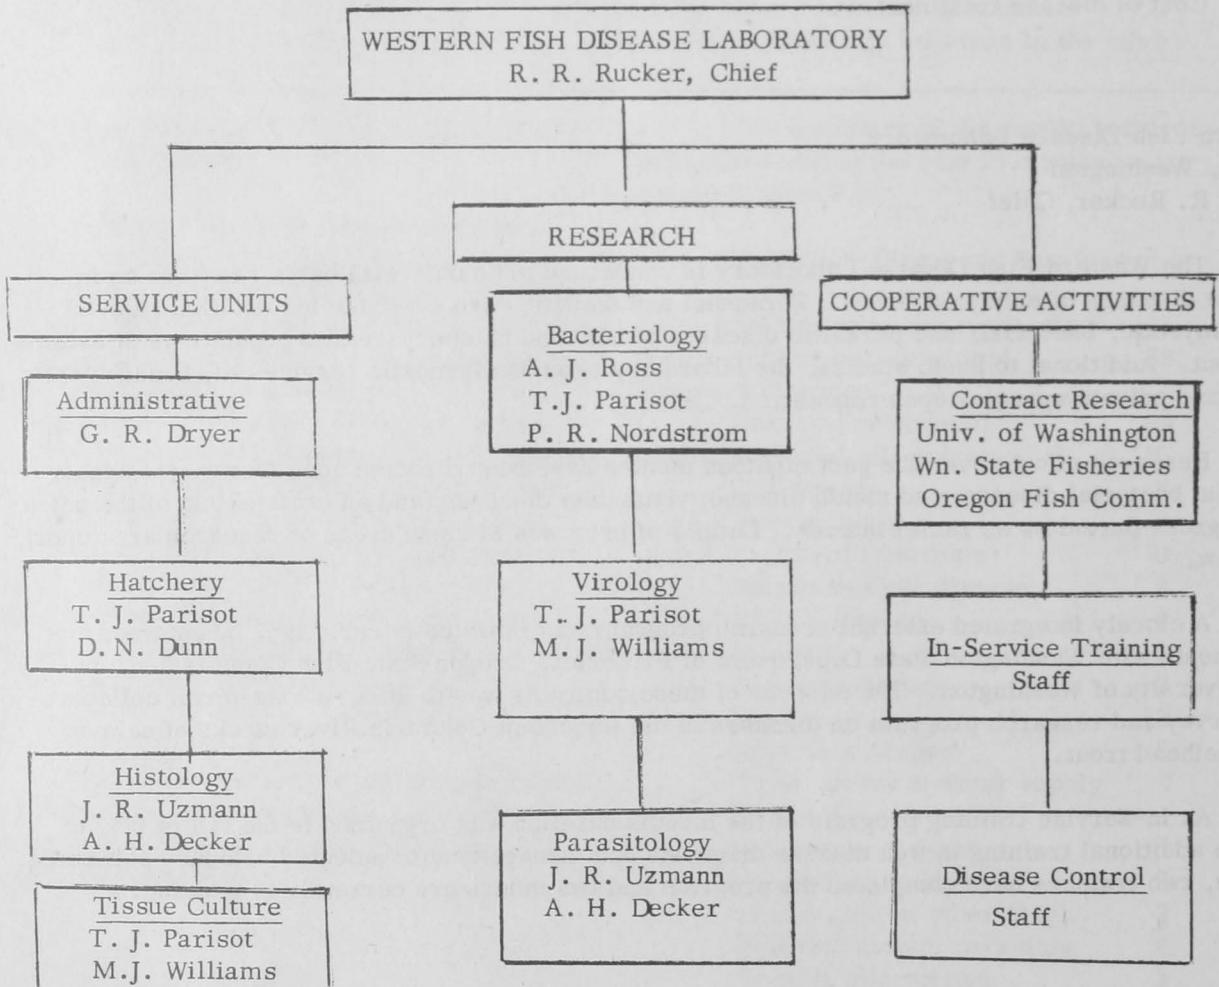 WESTERN FISH DISEASE LABORATORY
R. R. Rucker, Chief
RESEARCH
SERVICE UNITS
COOPERATIVE ACTIVITIES
Administrative
G. R. Dryer
Bacteriology
A. J. Ross
T.J. Parisot
P. R. Nordstrom
Contract Research
Univ. of Washington
Wn. State Fisheries
Oregon Fish Comm.
Hatchery
T. J. Parisot
D. N. Dunn
Virology
T. J. Parisot
M.J. Williams
In-Service Training
Staff
Histology
J. R. Uzmann
A. H. Decker
Parasitology
J. R. Uzmann
A. H. Decker
Disease Control
Staff
Tissue Culture
T. J. Parisot
M.J. Williams